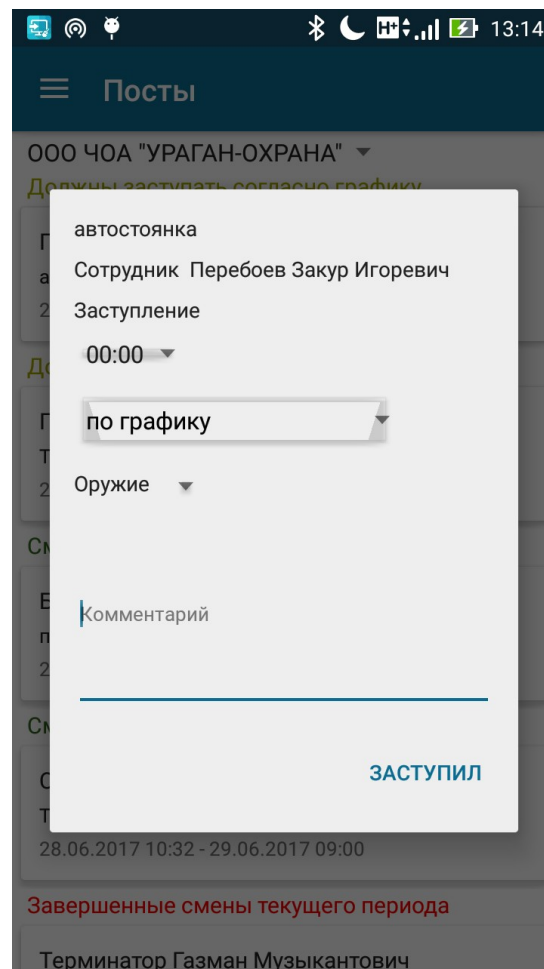 13:14
Посты
ООО ЧОА "УРАГАН-ОХРАНА"
Должны заступать согласно графику
автостоянка
Сотрудник Перебоев Закур Игоревич
Заступление
00:00
по графику
Оружие
Комментарий
ЗАСТУПИЛ
28.06.2017 10:32 - 29.06.2017 09:00
Завершенные смены текущего периода
Терминатор Газман Музыкантович